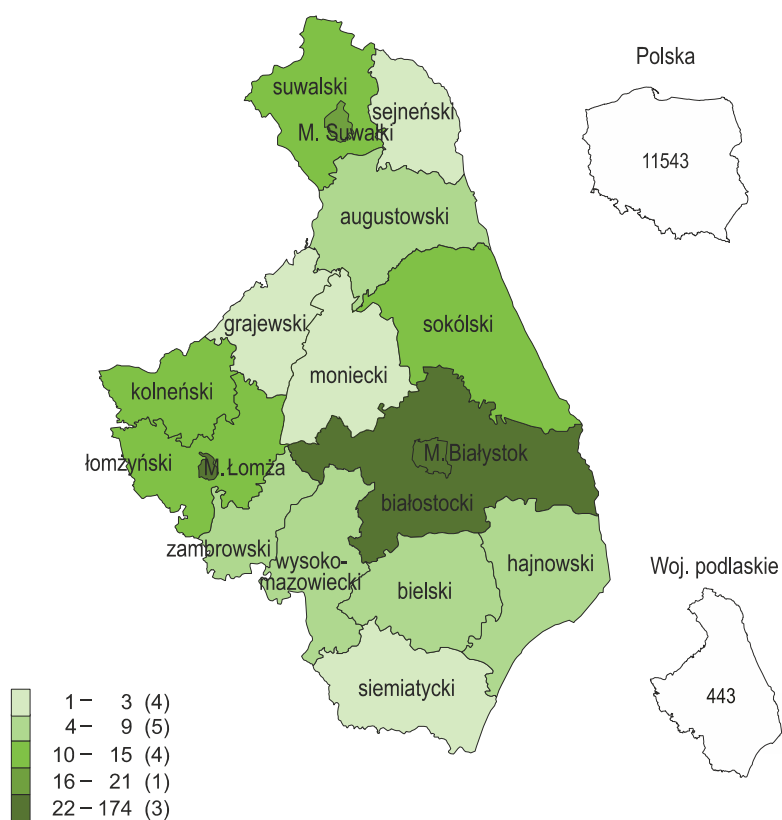 Polska
11543
suwalski
sejneński
M. Suwałki
augustowski
grajewski
sokólski
moniecki
kolneński
M. Białystok
łomżyński
M. Łomża
białostocki
zambrowski
wysoko-
mazowiecki
hajnowski
bielski
Woj. podlaskie
443
siemiatycki
1 – 3 (4)
4 – 9 (5)
10 – 15 (4)
16 – 21 (1)
22 – 174 (3)